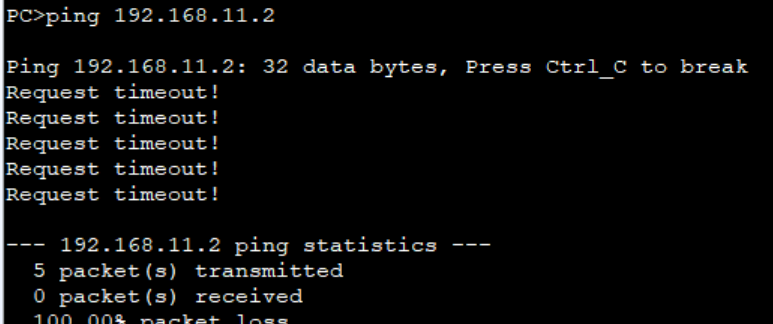 PC>ping 192.168.11.2
Ping 192.168.11.2: 32 data bytes, Press Ctrl_C to break
Request timeout!
Request timeout!
Request timeout!
Request timeout!
Request timeout!
--- 192.168.11.2 ping statistics ---
5 packet(s) transmitted
0 packet(s) received
100.00% packet loss